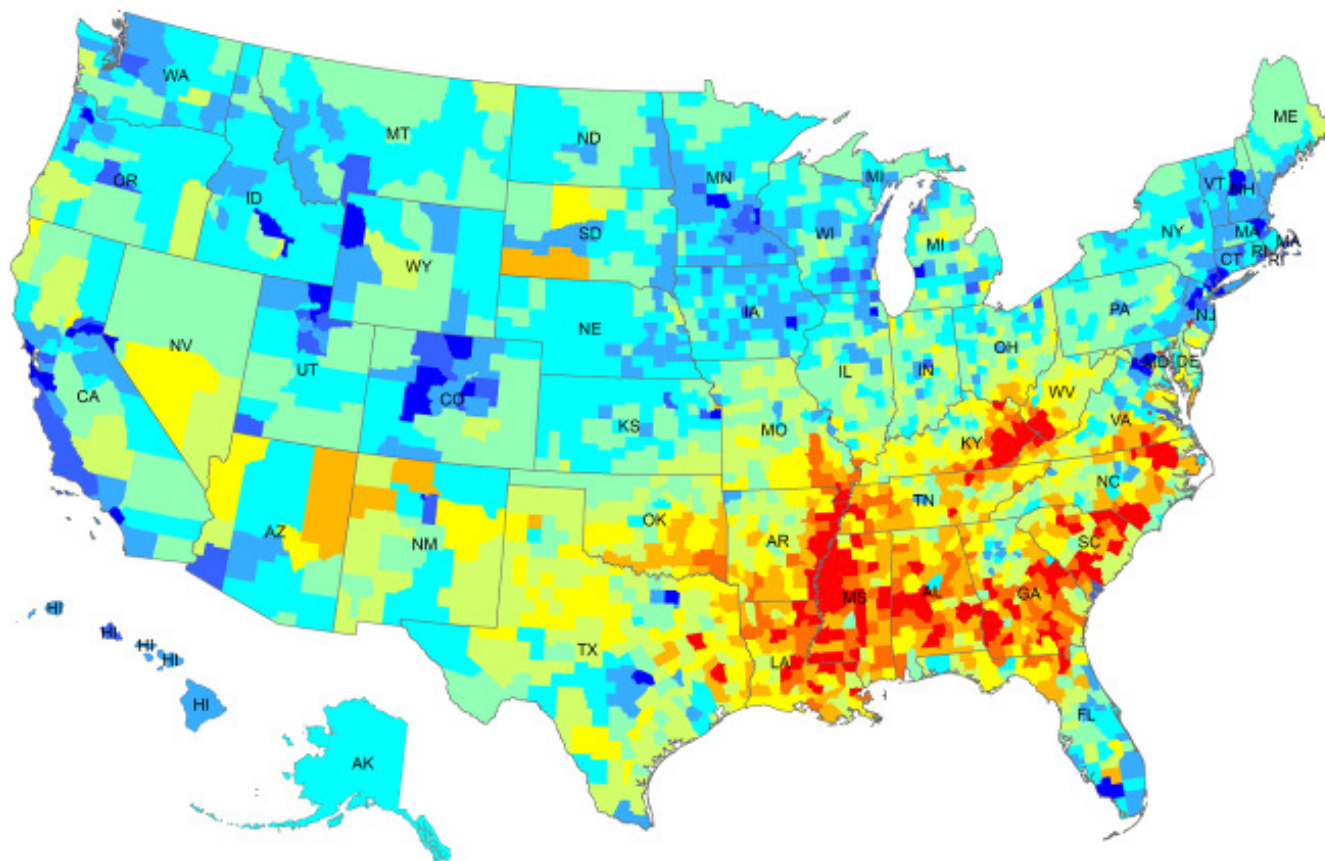 WA
MT
ND
ME
MN
MI
VT
NH
OR
ID
SD
WI
MI
NY
MA
MA
RI
CT
RI
WY
IA
PA
NJ
NE
NV
OH
UT
IL
IN
MD
DE
CA
CO
WV
KS
MO
VA
KY
NC
TN
OK
AZ
NM
AR
SC
MS
AL
GA
HI
HI
HI
HI
TX
LA
HI
FL
AK